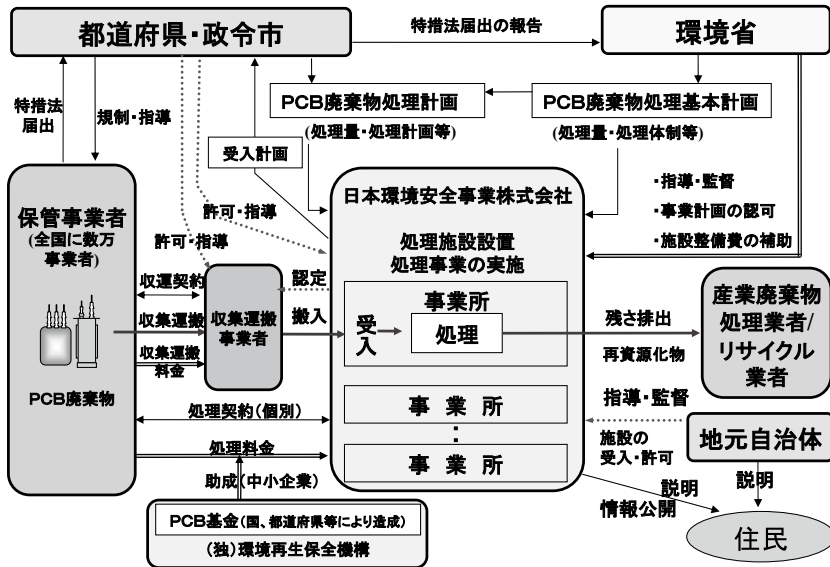 都道府県・政令市
特措法届出の報告
環境省
特措法
届出
規制・指導
PCB廃棄物処理計画
(処理量・処理計画等)
PCB廃棄物処理基本計画
(処理量・処理体制等)
受入計画
保管事業者
(全国に数万
事業者)
許可・指導
許可・指導
日本環境安全事業株式会社
処理施設設置
処理事業の実施
・指導・監督
・事業計画の認可
・施設整備費の補助
収運契約
収集運搬
収集運搬
料金
PCB廃棄物
収集運搬
事業者
認定
搬入
事業所
受入
処理
残さ排出
再資源化物
産業廃棄物
処理業者/
リサイクル
業者
処理契約(個別)
処理料金
助成(中小企業)
事業所
:
事業所
指導・監督
施設の
受入・許可
地元自治体
説明
情報公開
説明
住民
PCB基金(国、都道府県等により造成)
(独)環境再生保全機構